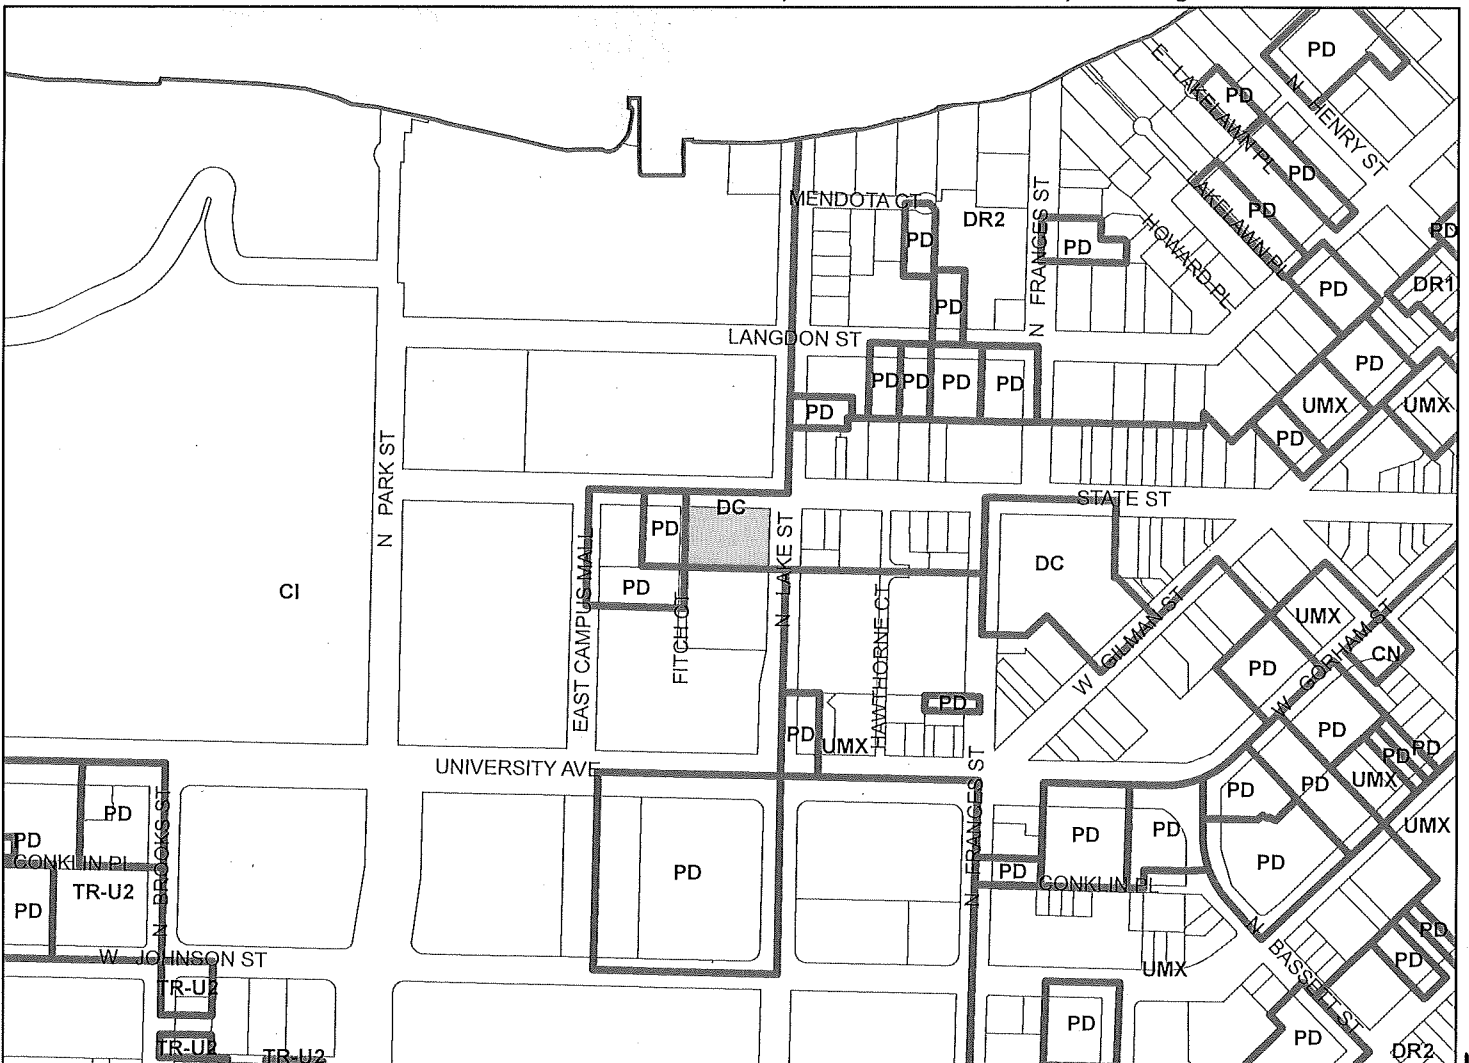 PD
E LAKELAWN PL
PD
N HENRY ST
PD
LAKELAWN PL
PD
MENDOTA CT
DR2
PD
N FRANCES ST
PD
HOWARD PL
PD
DR1
PD
PD
LANGDON ST
PD
PD
PD
PD
PD
PD
UMX
UMX
PD
PD
N PARK ST
STATE ST
DC
PD
DC
N LAKE ST
EAST CAMPUS MALL
PD
FITCH CT
HAWTHORNE CT
CI
W GILMAN ST
UMX
W GORHAM ST
CN
PD
PD
PD
UMX
PD
PD
PD
UNIVERSITY AVE
N FRANCES ST
PD
PD
UMX
PD
N BROOKS ST
PD
PD
UMX
PD
CONKLIN PL
TR-U2
PD
PD
PD
CONKLIN PL
PD
PD
N BASSETT ST
PD
W JOHNSON ST
UMX
PD
TR-U2
PD
PD
TR-U2
TR-U2
DR2